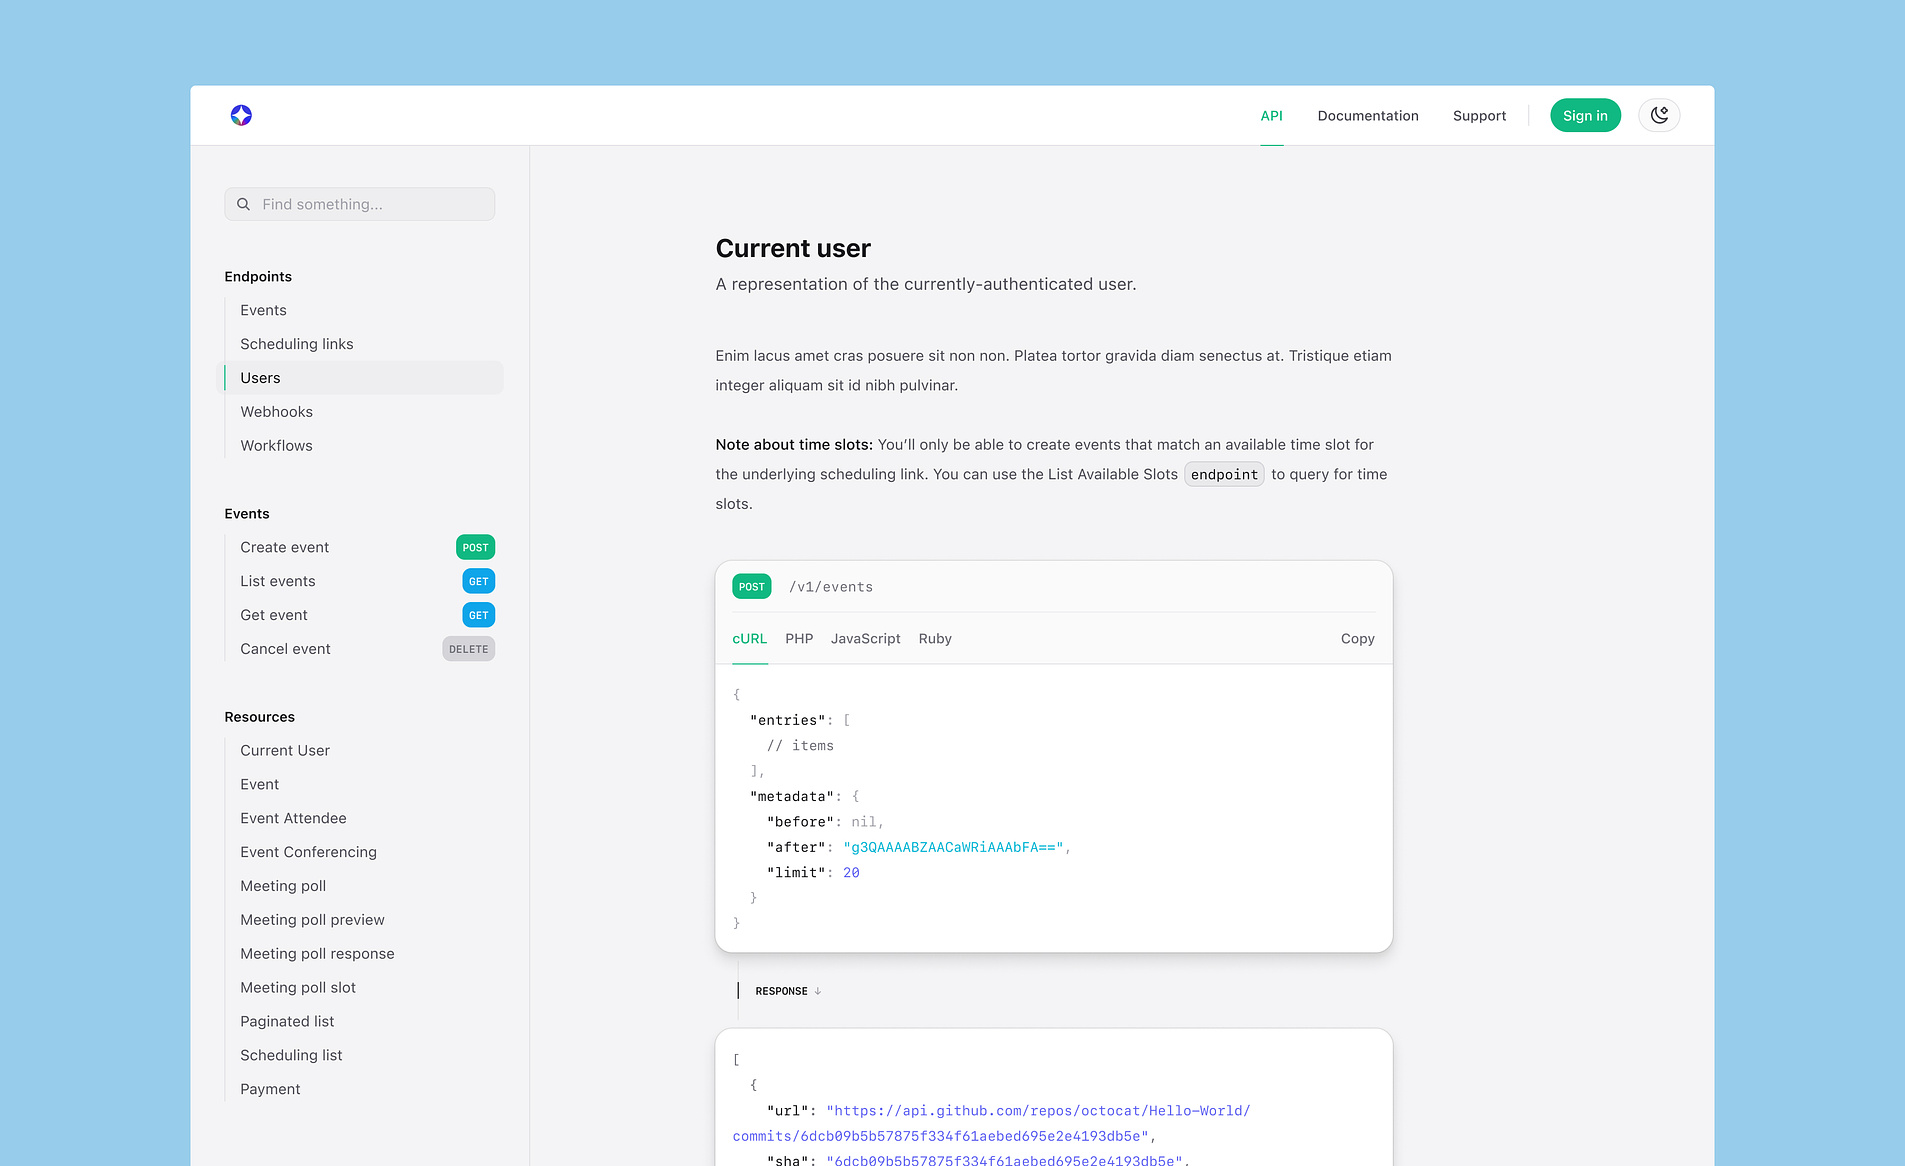 API
Documentation
Support
Sign in
Find something...
Endpoints
Events
Scheduling links
Users
Webhooks
Workflows
Events
Create event POST
List events GET
Get event GET
Cancel event DELETE
Resources
Current User
Event
Event Attendee
Event Conferencing
Meeting poll
Meeting poll preview
Meeting poll response
Meeting poll slot
Paginated list
Scheduling list
Payment
Current user
A representation of the currently-authenticated user.
Enim lacus amet cras posuere sit non non. Platea tortor gravida diam senectus at. Tristique etiam
integer aliquam sit id nibh pulvinar.
Note about time slots: You’ll only be able to create events that match an available time slot for
the underlying scheduling link. You can use the List Available Slots endpoint to query for time
slots.
POST /v1/events
cURL PHP JavaScript Ruby Copy
{
"entries": [
// items
],
"metadata": {
"before": nil,
"after": "g3QAAAABZAACaWRiAAAbFA==",
"limit": 20
}
}
RESPONSE ↓
[
{
"url": "https://api.github.com/repos/octocat/Hello-World/
commits/6dcb09b5b57875f334f61aebed695e2e4193db5e",
"sha": "6dcb09b5b57875f334f61aebed695e2e4193db5e",